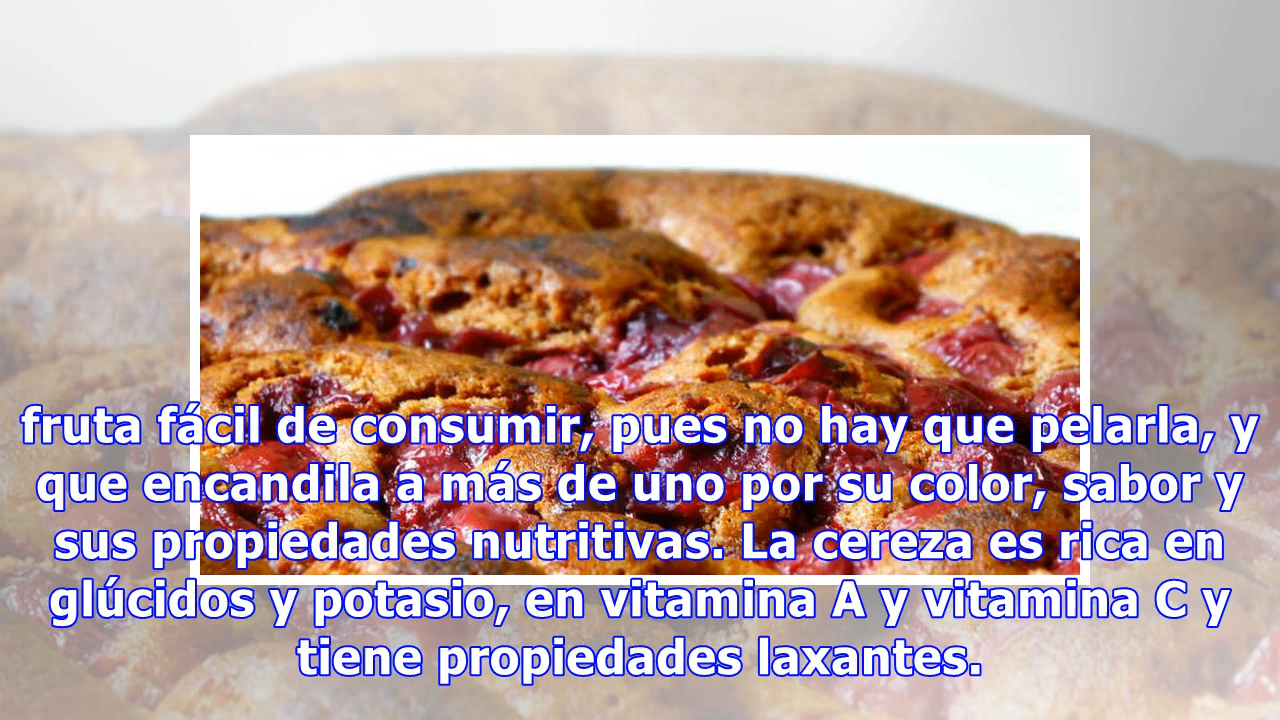 fruta fácil de consumir, pues no hay que pelarla, y
que encandila a más de uno por su color, sabor y
sus propiedades nutritivas. La cereza es rica en
glúcidos y potasio, en vitamina A y vitamina C y
tiene propiedades laxantes.